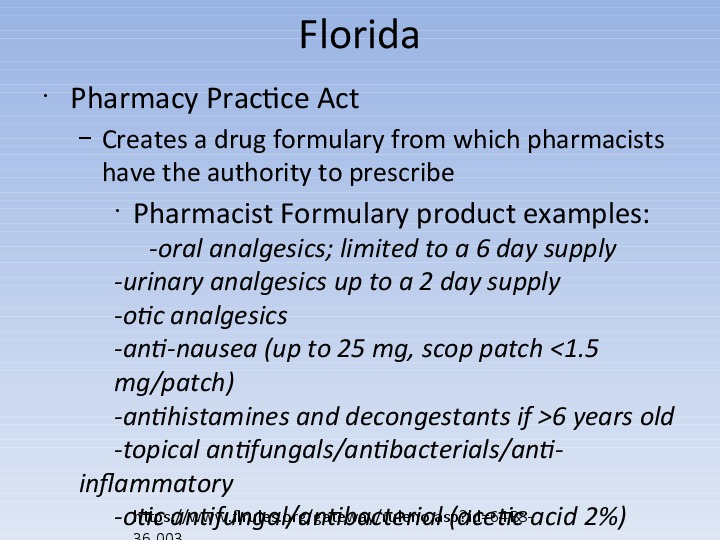 Florida
· Pharmacy Practice Act
– Creates a drug formulary from which pharmacists
have the authority to prescribe
· Pharmacist Formulary product examples:
-oral analgesics; limited to a 6 day supply
-urinary analgesics up to a 2 day supply
-otic analgesics
-anti-nausea (up to 25 mg, scop patch <1.5
mg/patch)
-antihistamines and decongestants if >6 years old
-topical antifungals/antibacterials/anti-
inflammatory
-otic antifungal/antibacterial (acetic acid 2%)
https://www.flrules.org/gateway/ruleno.asp?id=64B8-
36.003